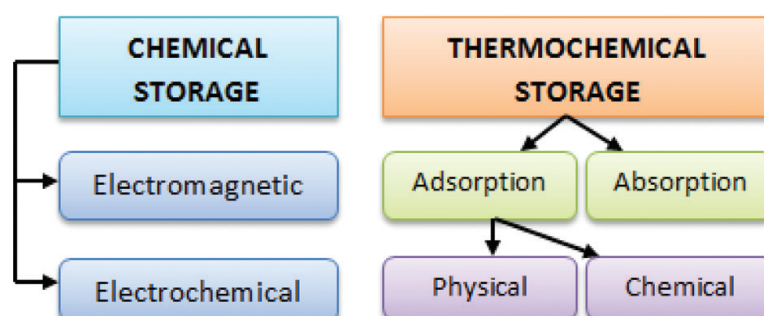 CHEMICAL
STORAGE
Electromagnetic
Electrochemical
THERMOCHEMICAL
STORAGE
Adsorption
Absorption
Physical
Chemical